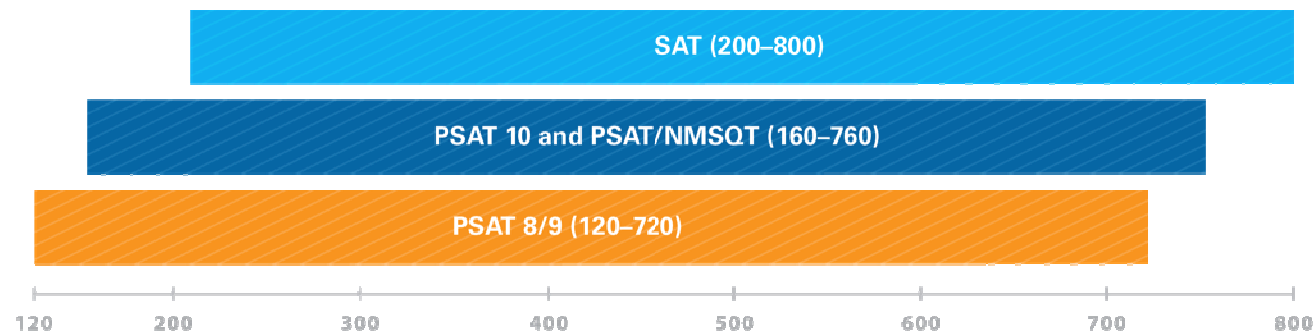 SAT (200–800)
PSAT 10 and PSAT/NMSQT (160–760)
PSAT 8/9 (120–720)
120 200 300 400 500 600 700 800